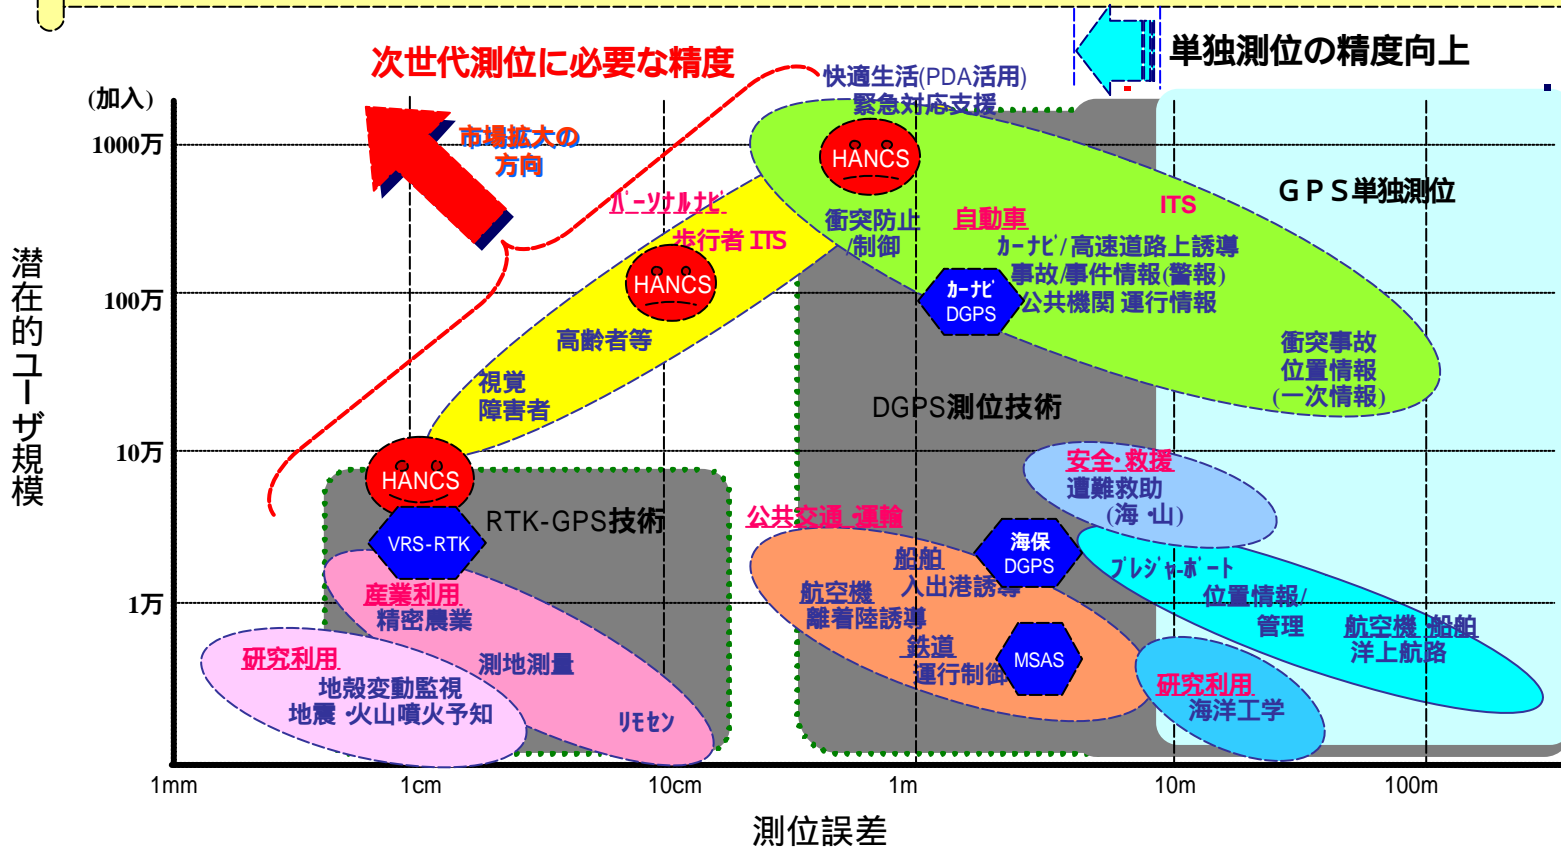 次世代測位に必要な精度
単独測位の精度向上
快適生活(PDA活用)
緊急対応支援
(加入)
1000万
100万
10万
1万
潜在的ユーザ規模
市場拡大の
方向
HANCS
GPS単独測位
パーソナルナビ
歩行者ITS
衝突防止
/制御
自動車
ITS
カーナビ/高速道路上誘導
事故/事件情報(警報)
公共機関 運行情報
HANCS
カーナビ
DGPS
高齢者等
視覚
障害者
衝突事故
位置情報
(一次情報)
DGPS測位技術
HANCS
VRS-RTK
RTK-GPS技術
安全・救援
遭難救助
(海・山)
公共交通・運輸
船舶
入出港誘導
航空機
離着陸誘導
鉄道
運行制御
海保
DGPS
MSAS
プレジャーボート
位置情報/
管理
航空機・船舶
洋上航路
産業利用
精密農業
測地測量
リモセン
研究利用
地殻変動監視
地震・火山噴火予知
研究利用
海洋工学
1mm
1cm
10cm
1m
10m
100m
測位誤差